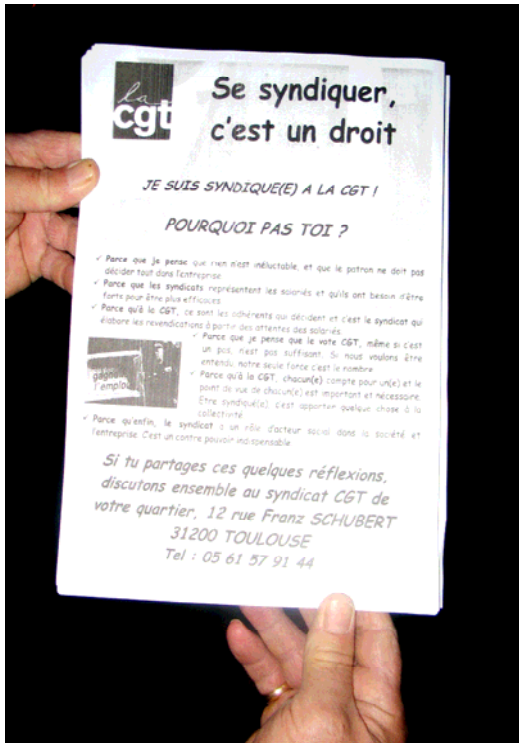 la
cgt
Se syndiquer,
c'est un droit
JE SUIS SYNDIQUE(E) A LA CGT !
POURQUOI PAS TOI ?
✓ Parce que je pense que rien n'est inéluctable, et que le patron ne doit pas
décider tout dans l'entreprise
✓ Parce que les syndicats représentent les salariés et qu'ils ont besoin d'être
forts pour être plus efficaces
✓ Parce qu'à la CGT, ce sont les adhérents qui décident et c'est le syndicat qui
élabore les revendications à partir des attentes des salariés.
✓ Parce que je pense que le vote CGT, même si c'est
un pas, n'est pas suffisant. Si nous voulons être
entendu, notre seule force c'est le nombre
gagner
l'emploi
✓ Parce qu'à la CGT, chacun(e) compte pour un(e) et le
point de vue de chacun(e) est important et nécessaire.
Etre syndiqué(e), c'est apporter quelque chose à la
collectivité
✓ Parce qu'enfin, le syndicat a un rôle d'acteur social dans la société et
l'entreprise. C'est un contre pouvoir indispensable
Si tu partages ces quelques réflexions,
discutons ensemble au syndicat CGT de
votre quartier, 12 rue Franz SCHUBERT
31200 TOULOUSE
Tel : 05 61 57 91 44